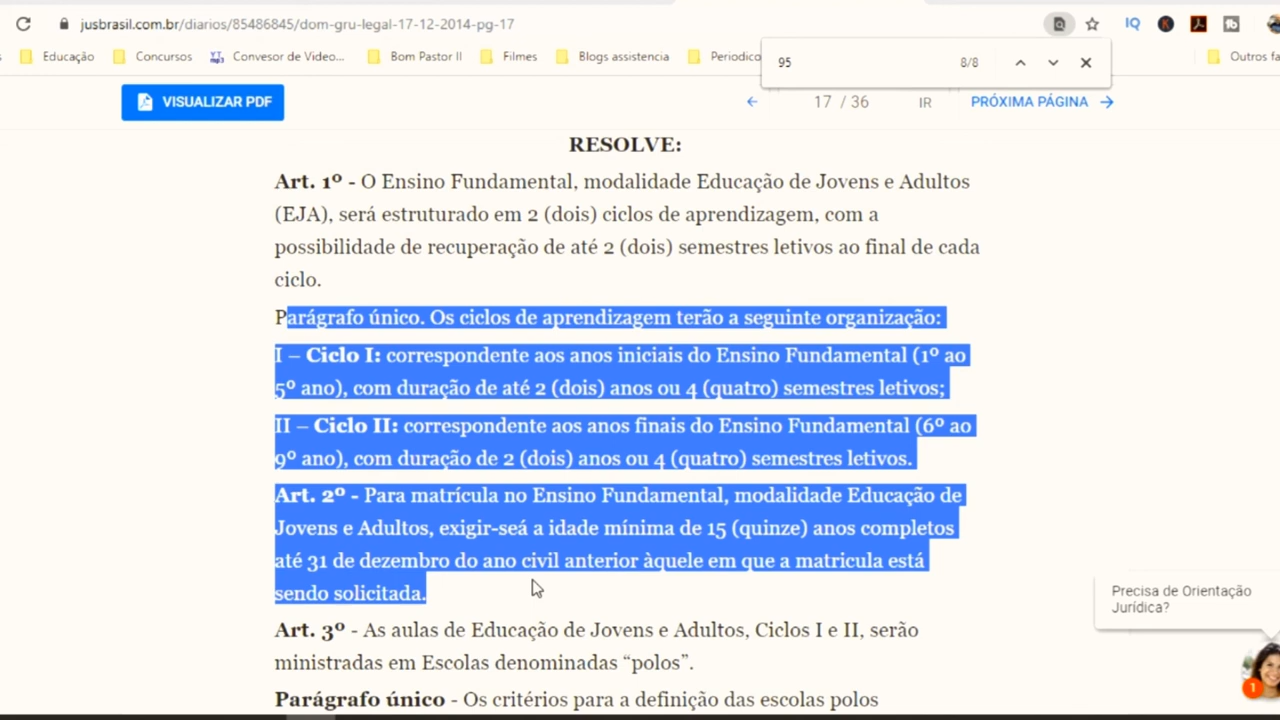 jusbrasil.com.br/diarios/85486845/dom-gru-legal-17-12-2014-pg-17
IQ
K
Educação
Concursos
Convesor de Video...
Bom Pastor II
Filmes
Blogs assistencia
Periodico
Outros fa
95
8/8
VISUALIZAR PDF
17 / 36
IR
PRÓXIMA PÁGINA
RESOLVE:
Art. 1º - O Ensino Fundamental, modalidade Educação de Jovens e Adultos
(EJA), será estruturado em 2 (dois) ciclos de aprendizagem, com a
possibilidade de recuperação de até 2 (dois) semestres letivos ao final de cada
ciclo.
Parágrafo único. Os ciclos de aprendizagem terão a seguinte organização:
I – Ciclo I: correspondente aos anos iniciais do Ensino Fundamental (1º ao
5º ano), com duração de até 2 (dois) anos ou 4 (quatro) semestres letivos;
II – Ciclo II: correspondente aos anos finais do Ensino Fundamental (6º ao
9º ano), com duração de 2 (dois) anos ou 4 (quatro) semestres letivos.
Art. 2º - Para matrícula no Ensino Fundamental, modalidade Educação de
Jovens e Adultos, exigir-seá a idade mínima de 15 (quinze) anos completos
até 31 de dezembro do ano civil anterior àquele em que a matricula está
sendo solicitada.
Art. 3º - As aulas de Educação de Jovens e Adultos, Ciclos I e II, serão
ministradas em Escolas denominadas “polos”.
Parágrafo único - Os critérios para a definição das escolas polos
Precisa de Orientação
Jurídica?
1